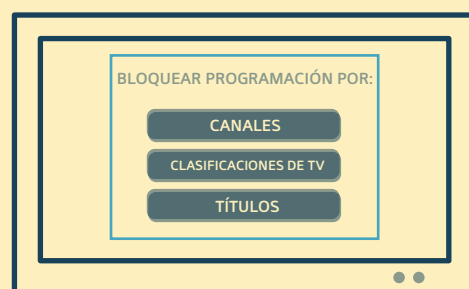 BLOQUEAR PROGRAMACIÓN POR:
CANALES
CLASIFICACIONES DE TV
TÍTULOS